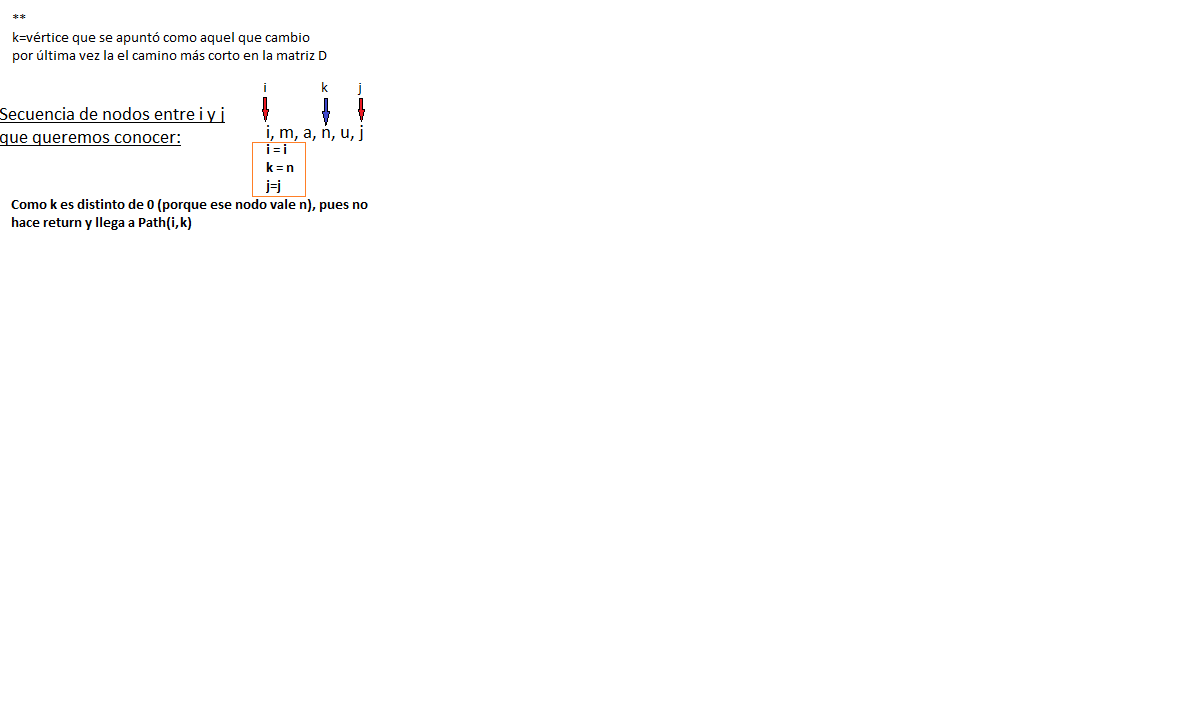 **
k=vértice que se apuntó como aquel que cambio
por última vez la el camino más corto en la matriz D
i k j
Secuencia de nodos entre i y j
que queremos conocer:
i, m, a, n, u, j
i = i
k = n
j=j
Como k es distinto de 0 (porque ese nodo vale n), pues no
hace return y llega a Path(i,k)